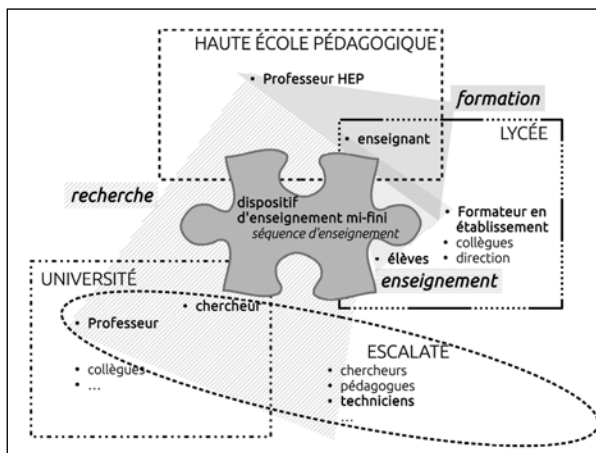 HAUTE ÉCOLE PÉDAGOGIQUE
• Professeur HEP
formation
• enseignant
LYCÉE
recherche
dispositif
d'enseignement mi-fini
séquence d'enseignement
• Formateur en
établissement
• collègues
• direction
• élèves
enseignement
UNIVERSITÉ
• chercheur
• Professeur
• collègues
• ...
ESCALATE
• chercheurs
• pédagogues
• techniciens
...